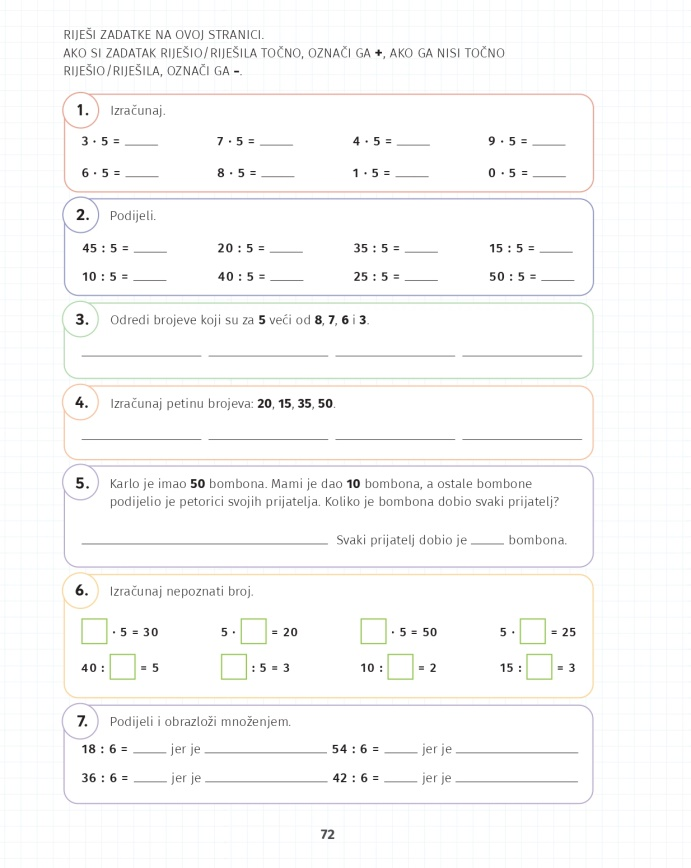 RIJEŠI ZADATKE NA OVOJ STRANICI.
AKO SI ZADATAK RIJEŠIO/RIJEŠILA TOČNO, OZNAČI GA +, AKO GA NISI TOČNO
RIJEŠIO/RIJEŠILA, OZNAČI GA –.
1. Izračunaj.
3 · 5 = _____ 7 · 5 = _____ 4 · 5 = _____ 9 · 5 = _____
6 · 5 = _____ 8 · 5 = _____ 1 · 5 = _____ 0 · 5 = _____
2. Podijeli.
45 : 5 = _____ 20 : 5 = _____ 35 : 5 = _____ 15 : 5 = _____
10 : 5 = _____ 40 : 5 = _____ 25 : 5 = _____ 50 : 5 = _____
3. Odredi brojeve koji su za 5 veći od 8, 7, 6 i 3.
4. Izračunaj petinu brojeva: 20, 15, 35, 50.
5. Karlo je imao 50 bombona. Mami je dao 10 bombona, a ostale bombone
podijelio je petorici svojih prijatelja. Koliko je bombona dobio svaki prijatelj?
Svaki prijatelj dobio je _____ bombona.
6. Izračunaj nepoznati broj.
□ · 5 = 30 5 · □ = 20 □ · 5 = 50 5 · □ = 25
40 : □ = 5 □ : 5 = 3 10 : □ = 2 15 : □ = 3
7. Podijeli i obrazloži množenjem.
18 : 6 = _____ jer je _____ 54 : 6 = _____ jer je _____
36 : 6 = _____ jer je _____ 42 : 6 = _____ jer je _____
72